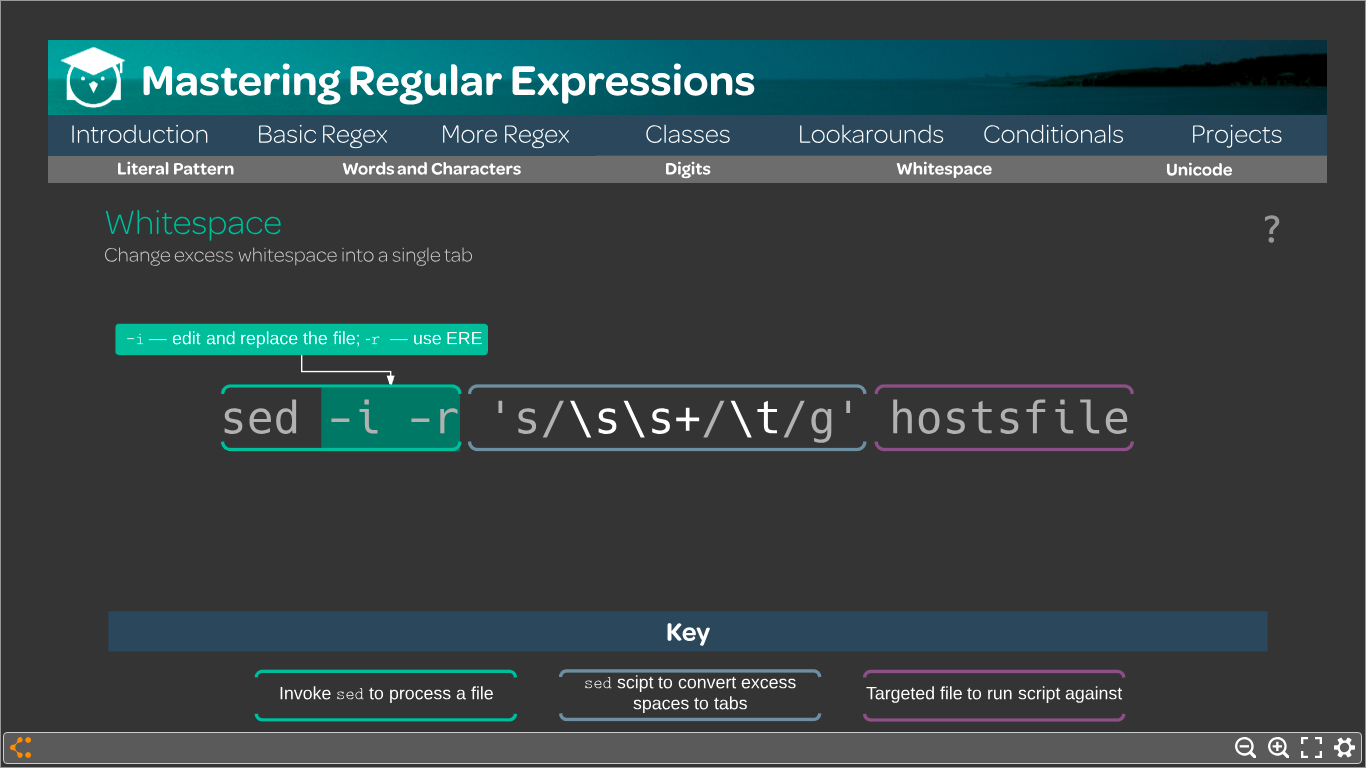 Mastering Regular Expressions
Introduction Basic Regex More Regex Classes Lookarounds Conditionals Projects
Literal Pattern Words and Characters Digits Whitespace Unicode
Whitespace
?
Change excess whitespace into a single tab
-i — edit and replace the file; -r — use ERE
sed -i -r 's/\s\s+/\t/g' hostsfile
Key
Invoke sed to process a file
sed scipt to convert excess
spaces to tabs
Targeted file to run script against